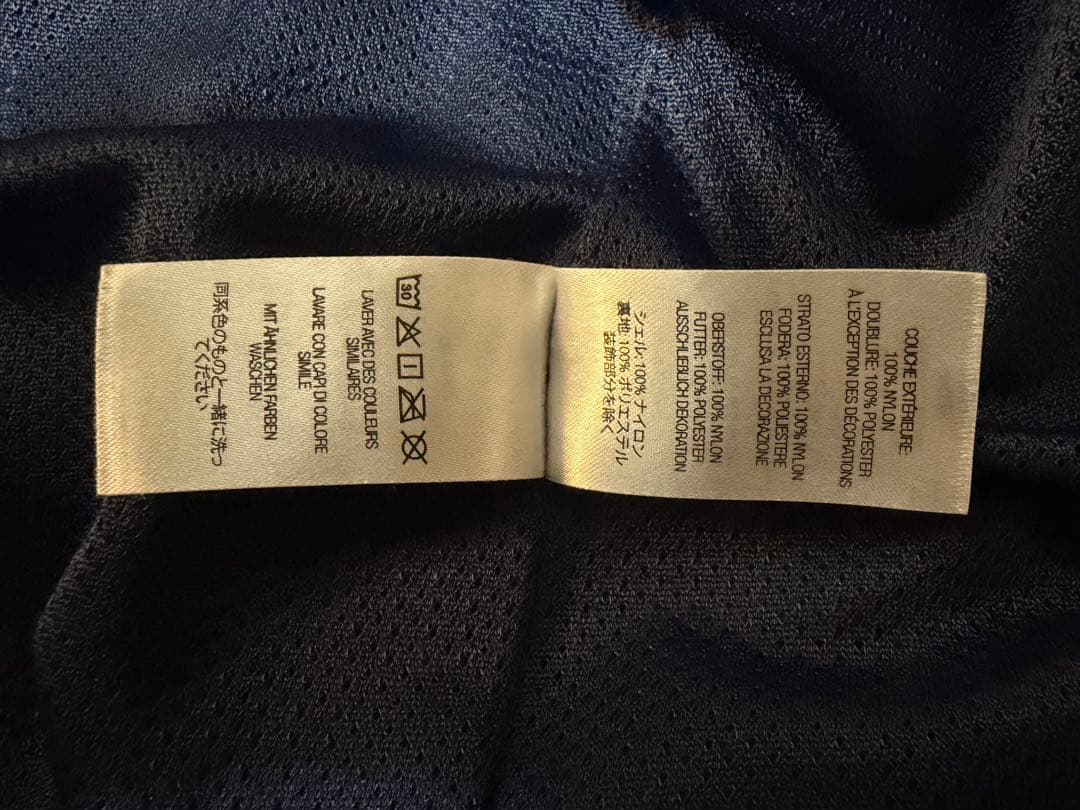 COUCHE EXTÉRIEURE:
100% NYLON
DOUBLURE: 100% POLYESTER
À L'EXCEPTION DES DÉCORATIONS
STRATO ESTERNO: 100% NYLON
FODERA: 100% POLIESTERE
ESCLUSA LA DECORAZIONE
OBERSTOFF: 100% NYLON
FUTTER: 100% POLYESTER
AUSSCHLIEßLICH DEKORATION
シェル: 100% ナイロン
裏地: 100% ポリエステル
装飾部分を除く
30
LAVER AVEC DES COULEURS
SIMILAIRES
LAVARE CON CAPI DI COLORE
SIMILE
MIT ÄHNLICHEN FARBEN
WASCHEN
同系色のものと一緒に洗っ
てください